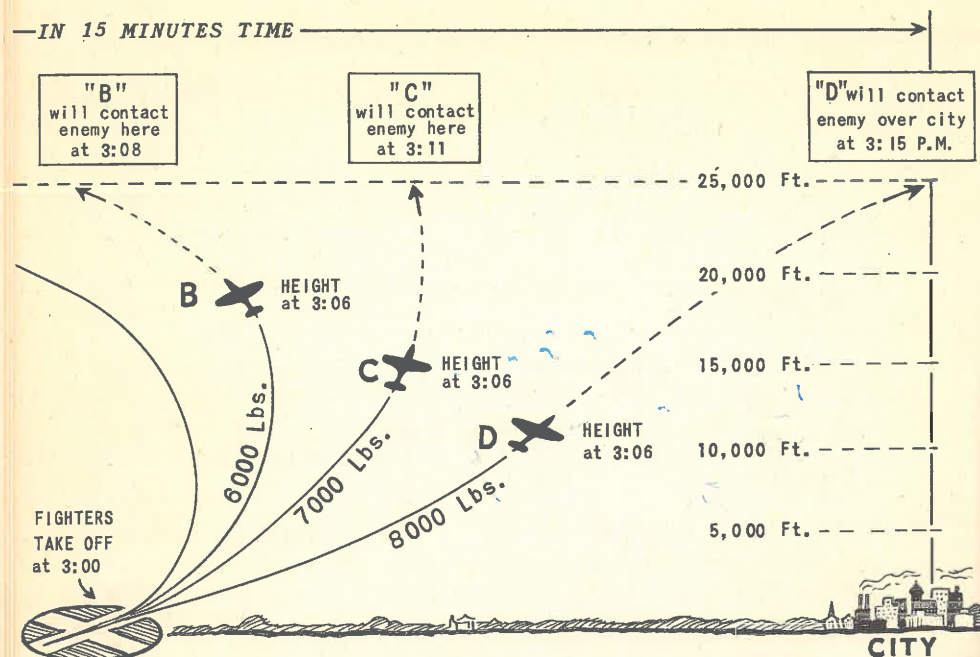 IN 15 MINUTES TIME
"B"
will contact
enemy here
at 3:08
"C"
will contact
enemy here
at 3:11
"D" will contact
enemy over city
at 3:15 P.M.
25,000 Ft.
20,000 Ft.
15,000 Ft.
10,000 Ft.
5,000 Ft.
B
HEIGHT
at 3:06
C
HEIGHT
at 3:06
D
HEIGHT
at 3:06
6000 Lbs.
7000 Lbs.
8000 Lbs.
FIGHTERS
TAKE OFF
at 3:00
CITY